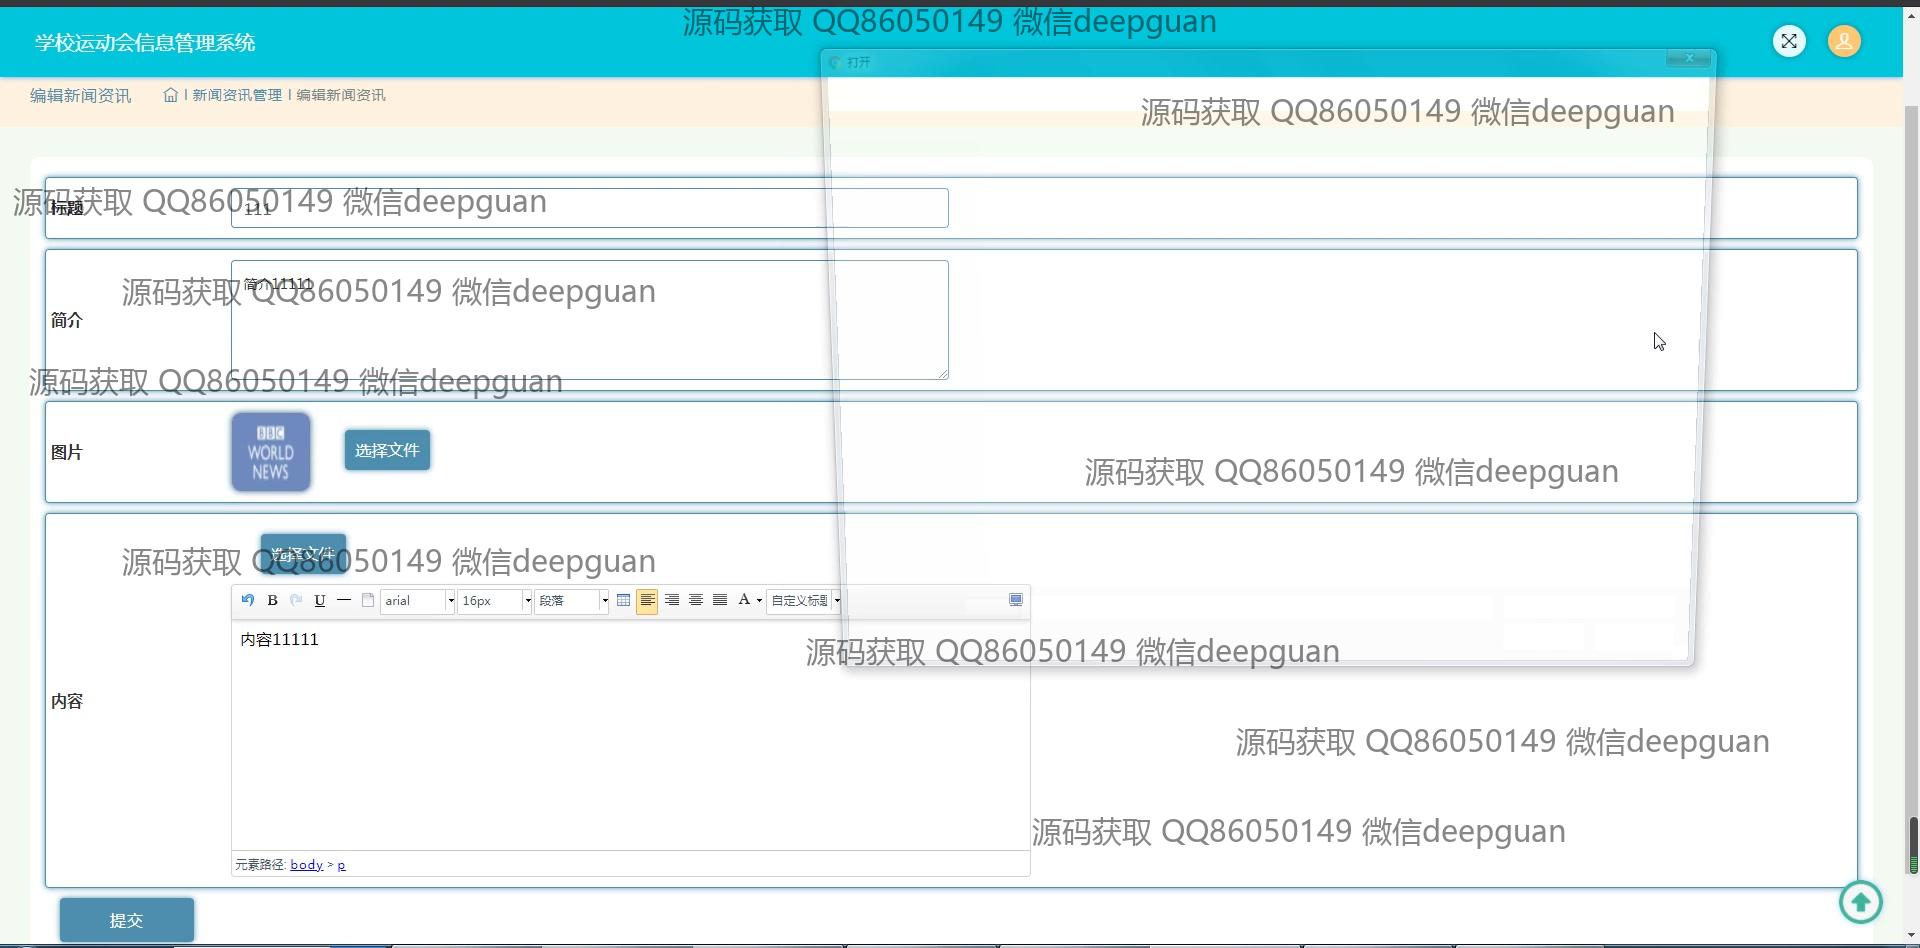 源码获取 QQ86050149 微信deepguan
学校运动会信息管理系统
打开
编辑新闻资讯 | 新闻资讯管理 | 编辑新闻资讯
源码获取 QQ86050149 微信deepguan
源码获取 QQ86050149 微信deepguan
标题 111
简介11111
源码获取 QQ86050149 微信deepguan
简介
源码获取 QQ86050149 微信deepguan
BBC
WORLD
NEWS
图片
选择文件
源码获取 QQ86050149 微信deepguan
选择文件
源码获取 QQ86050149 微信deepguan
B U arial 16px 段落 A 自定义标题
内容11111
源码获取 QQ86050149 微信deepguan
内容
源码获取 QQ86050149 微信deepguan
源码获取 QQ86050149 微信deepguan
元素路径: body > p
提交